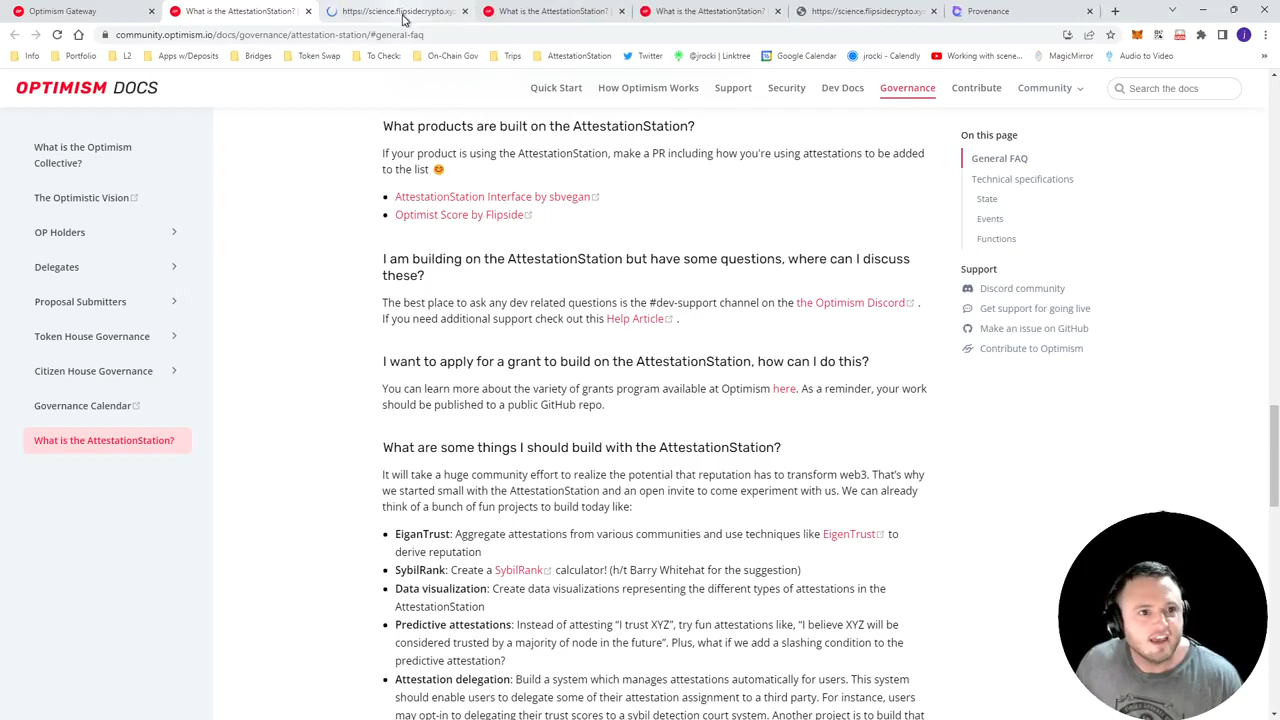 Optimism Gateway
What is the AttestationStation?
https://science.flipsidecrypto.xyz
What is the AttestationStation?
What is the AttestationStation?
https://science.flipsidecrypto.xyz
Provenance
community.optimism.io/docs/governance/attestation-station/#general-faq
Info
Portfolio
L2
Apps w/Deposits
Bridges
Token Swap
To: Check:
On-Chain Gov
Trips
AttestationStation
Twitter
@jrocki | Linktree
Google Calendar
jrocki - Calendly
Working with scene...
MagicMirror
Audio to Video
OPTIMISM DOCS
Quick Start
How Optimism Works
Support
Security
Dev Docs
Governance
Contribute
Community
Search the docs
What is the Optimism
Collective?
The Optimistic Vision
OP Holders
Delegates
Proposal Submitters
Token House Governance
Citizen House Governance
Governance Calendar
What is the AttestationStation?
What products are built on the AttestationStation?
If your product is using the AttestationStation, make a PR including how you're using attestations to be added
to the list 😊
AttestationStation Interface by sbvegan
Optimist Score by Flipside
I am building on the AttestationStation but have some questions, where can I discuss
these?
The best place to ask any dev related questions is the #dev-support channel on the the Optimism Discord .
If you need additional support check out this Help Article .
I want to apply for a grant to build on the AttestationStation, how can I do this?
You can learn more about the variety of grants program available at Optimism here. As a reminder, your work
should be published to a public GitHub repo.
What are some things I should build with the AttestationStation?
It will take a huge community effort to realize the potential that reputation has to transform web3. That's why
we started small with the AttestationStation and an open invite to come experiment with us. We can already
think of a bunch of fun projects to build today like:
EiganTrust: Aggregate attestations from various communities and use techniques like EigenTrust to
derive reputation
SybilRank: Create a SybilRank calculator! (h/t Barry Whitehat for the suggestion)
Data visualization: Create data visualizations representing the different types of attestations in the
AttestationStation
Predictive attestations: Instead of attesting “I trust XYZ”, try fun attestations like, “I believe XYZ will be
considered trusted by a majority of node in the future”. Plus, what if we add a slashing condition to the
predictive attestation?
Attestation delegation: Build a system which manages attestations automatically for users. This system
should enable users to delegate some of their attestation assignment to a third party. For instance, users
may opt-in to delegating their trust scores to a sybil detection court system. Another project is to build that
On this page
General FAQ
Technical specifications
State
Events
Functions
Support
Discord community
Get support for going live
Make an issue on GitHub
Contribute to Optimism